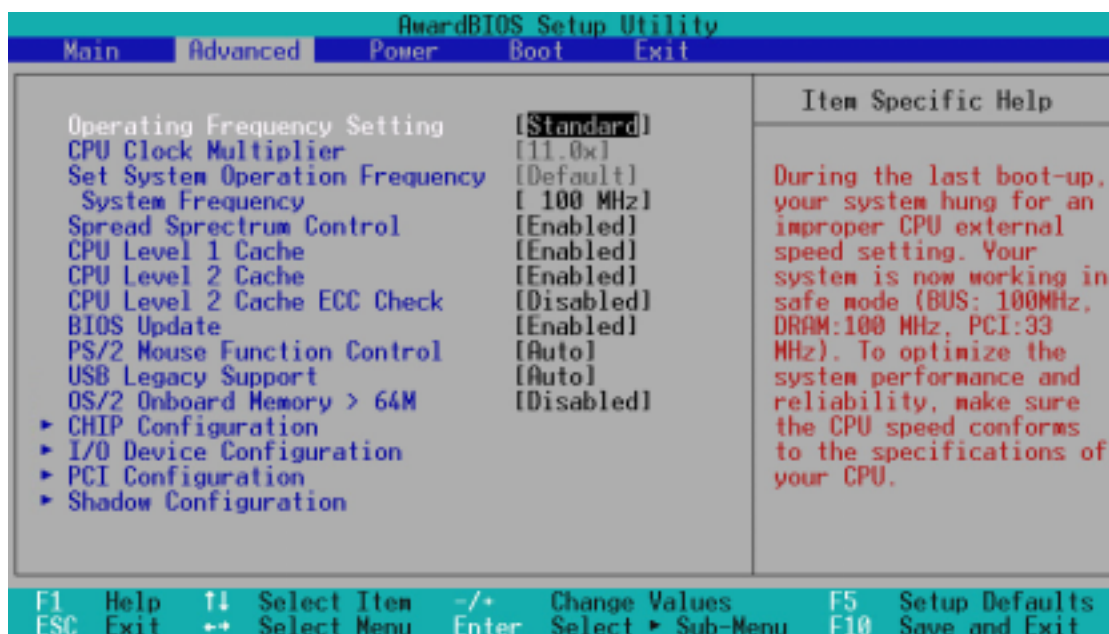 AwardBIOS Setup Utility
Main Advanced Power Boot Exit
Item Specific Help
Operating Frequency Setting [Standard]
CPU Clock Multiplier [11.0x]
Set System Operation Frequency [Default]
System Frequency [ 100 MHz]
Spread Sprectrum Control [Enabled]
CPU Level 1 Cache [Enabled]
CPU Level 2 Cache [Enabled]
CPU Level 2 Cache ECC Check [Disabled]
BIOS Update [Enabled]
PS/2 Mouse Function Control [Auto]
USB Legacy Support [Auto]
OS/2 Onboard Memory > 64M [Disabled]
► CHIP Configuration
► I/O Device Configuration
► PCI Configuration
► Shadow Configuration
During the last boot-up,
your system hung for an
improper CPU external
speed setting. Your
system is now working in
safe mode (BUS: 100MHz,
DRAM:100 MHz, PCI:33
MHz). To optimize the
system performance and
reliability, make sure
the CPU speed conforms
to the specifications of
your CPU.
F1 Help ↑↓ Select Item -/+ Change Values F5 Setup Defaults
ESC Exit ←→ Select Menu Enter Select ► Sub-Menu F10 Save and Exit